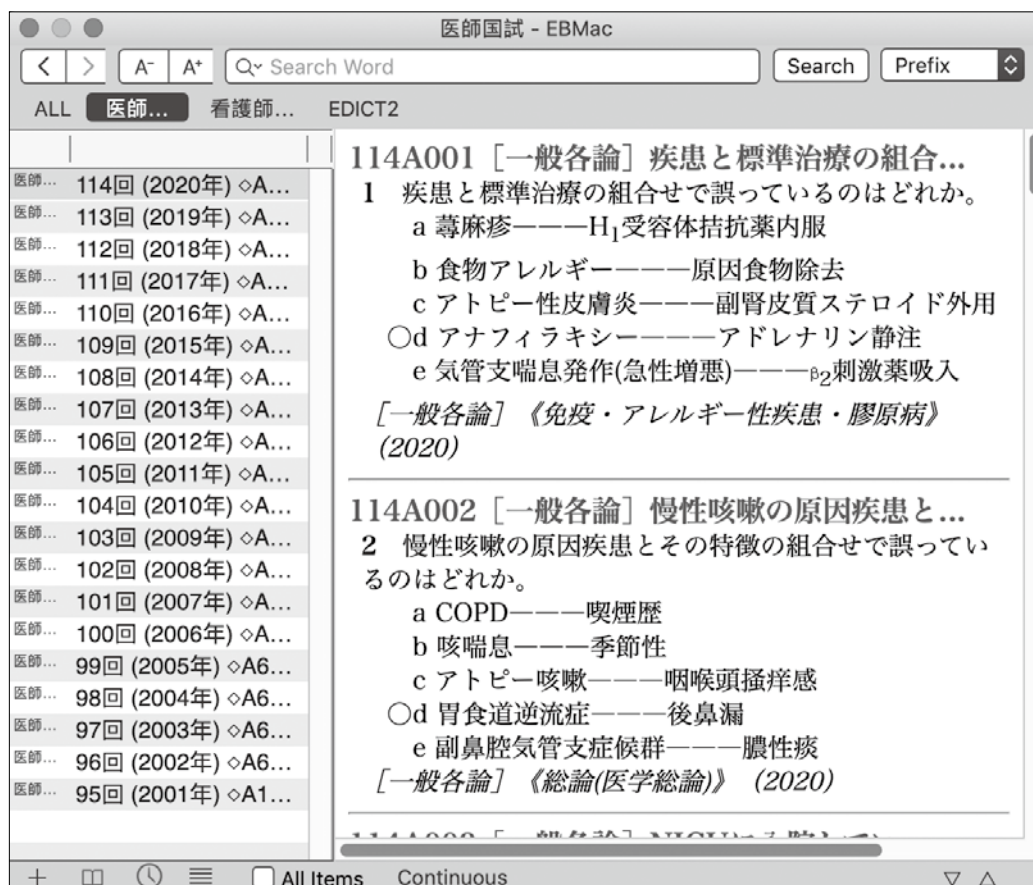 医師国試 - EBMac
A⁻ A⁺ Search Word Search Prefix
ALL 医師... 看護師... EDICT2
医師... 114回 (2020年) ◇A...
医師... 113回 (2019年) ◇A...
医師... 112回 (2018年) ◇A...
医師... 111回 (2017年) ◇A...
医師... 110回 (2016年) ◇A...
医師... 109回 (2015年) ◇A...
医師... 108回 (2014年) ◇A...
医師... 107回 (2013年) ◇A...
医師... 106回 (2012年) ◇A...
医師... 105回 (2011年) ◇A...
医師... 104回 (2010年) ◇A...
医師... 103回 (2009年) ◇A...
医師... 102回 (2008年) ◇A...
医師... 101回 (2007年) ◇A...
医師... 100回 (2006年) ◇A...
医師... 99回 (2005年) ◇A6...
医師... 98回 (2004年) ◇A6...
医師... 97回 (2003年) ◇A6...
医師... 96回 (2002年) ◇A6...
医師... 95回 (2001年) ◇A1...
114A001［一般各論］疾患と標準治療の組合...
1 疾患と標準治療の組合せで誤っているのはどれか。
a 蕁麻疹―――H₁受容体拮抗薬内服
b 食物アレルギー―――原因食物除去
c アトピー性皮膚炎―――副腎皮質ステロイド外用
○d アナフィラキシー―――アドレナリン静注
e 気管支喘息発作(急性増悪)―――β₂刺激薬吸入
［一般各論］《免疫・アレルギー性疾患・膠原病》
(2020)
114A002［一般各論］慢性咳嗽の原因疾患と...
2 慢性咳嗽の原因疾患とその特徴の組合せで誤ってい
るのはどれか。
a COPD―――喫煙歴
b 咳喘息―――季節性
c アトピー咳嗽―――咽喉頭掻痒感
○d 胃食道逆流症―――後鼻漏
e 副鼻腔気管支症候群―――膿性痰
［一般各論］《総論(医学総論)》 (2020)
All Items Continuous